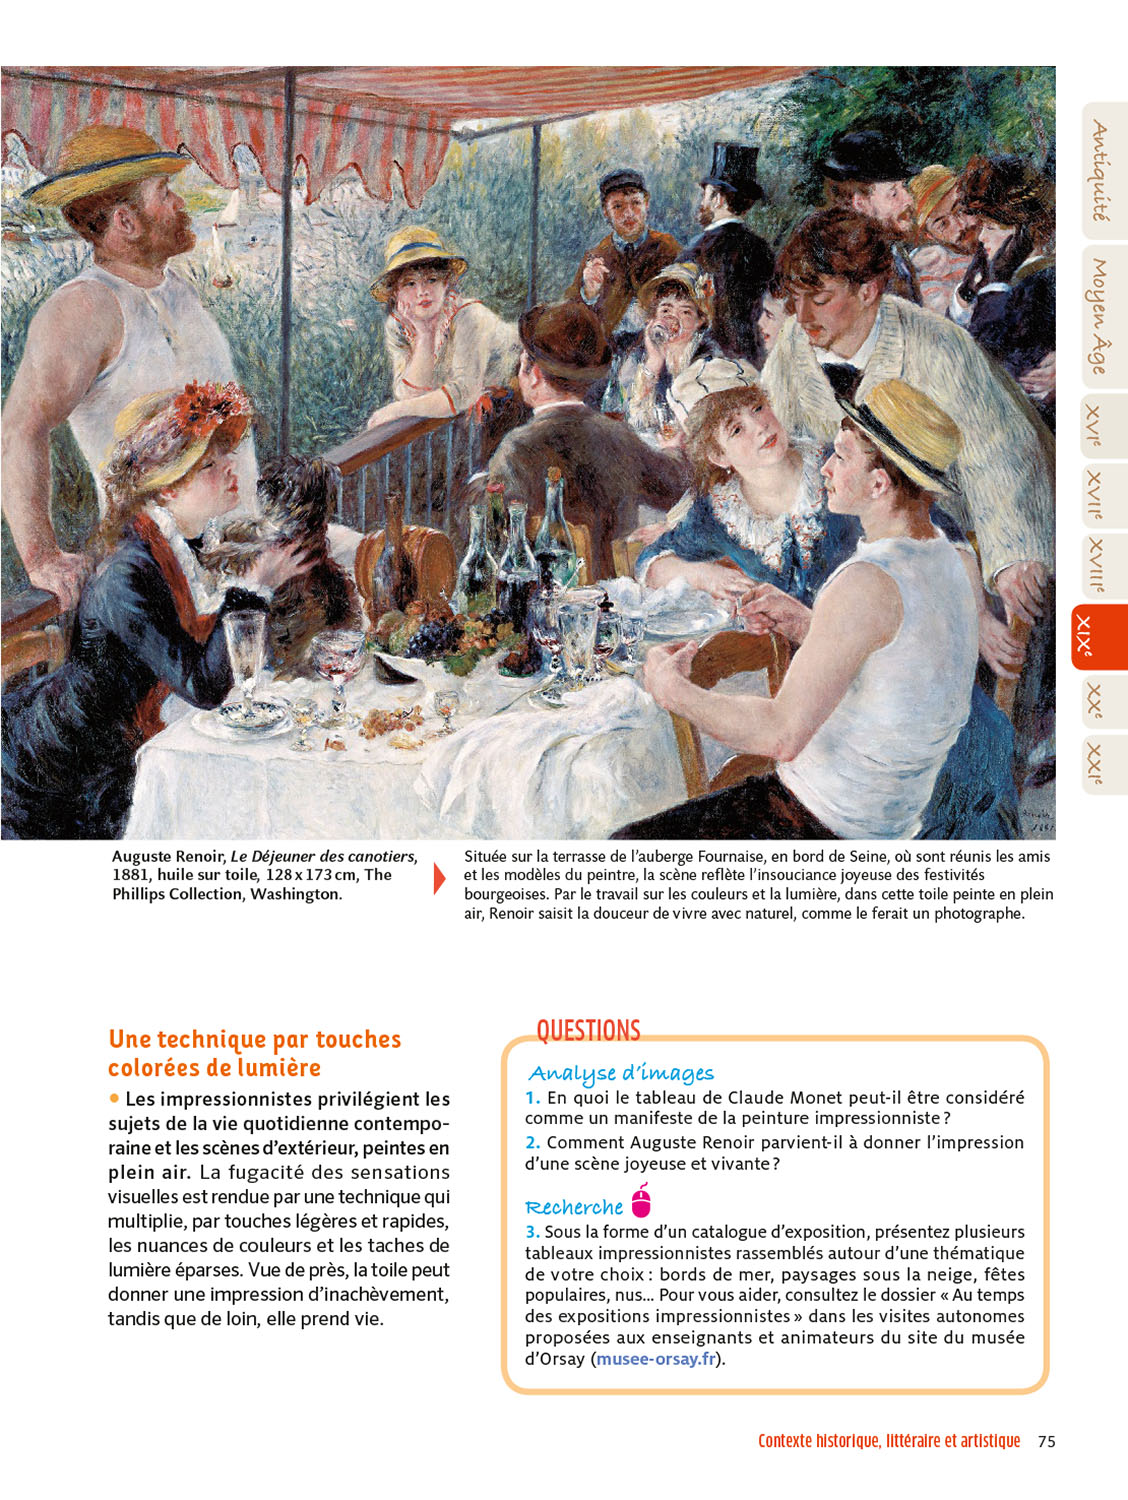 Antiquité
Moyen Âge
XVIe
XVIIe
XVIIIe
XIXe
XXe
XXIe
Renoir
1881
Auguste Renoir, Le Déjeuner des canotiers,
1881, huile sur toile, 128 x 173 cm, The
Phillips Collection, Washington.
Située sur la terrasse de l’auberge Fournaise, en bord de Seine, où sont réunis les amis
et les modèles du peintre, la scène reflète l’insouciance joyeuse des festivités
bourgeoises. Par le travail sur les couleurs et la lumière, dans cette toile peinte en plein
air, Renoir saisit la douceur de vivre avec naturel, comme le ferait un photographe.
Une technique par touches
colorées de lumière
• Les impressionnistes privilégient les
sujets de la vie quotidienne contempo-
raine et les scènes d’extérieur, peintes en
plein air. La fugacité des sensations
visuelles est rendue par une technique qui
multiplie, par touches légères et rapides,
les nuances de couleurs et les taches de
lumière éparses. Vue de près, la toile peut
donner une impression d’inachèvement,
tandis que de loin, elle prend vie.
QUESTIONS
Analyse d’images
1. En quoi le tableau de Claude Monet peut-il être considéré
comme un manifeste de la peinture impressionniste ?
2. Comment Auguste Renoir parvient-il à donner l’impression
d’une scène joyeuse et vivante ?
Recherche
3. Sous la forme d’un catalogue d’exposition, présentez plusieurs
tableaux impressionnistes rassemblés autour d’une thématique
de votre choix : bords de mer, paysages sous la neige, fêtes
populaires, nus... Pour vous aider, consultez le dossier « Au temps
des expositions impressionnistes » dans les visites autonomes
proposées aux enseignants et animateurs du site du musée
d’Orsay (musee-orsay.fr).
Contexte historique, littéraire et artistique 75